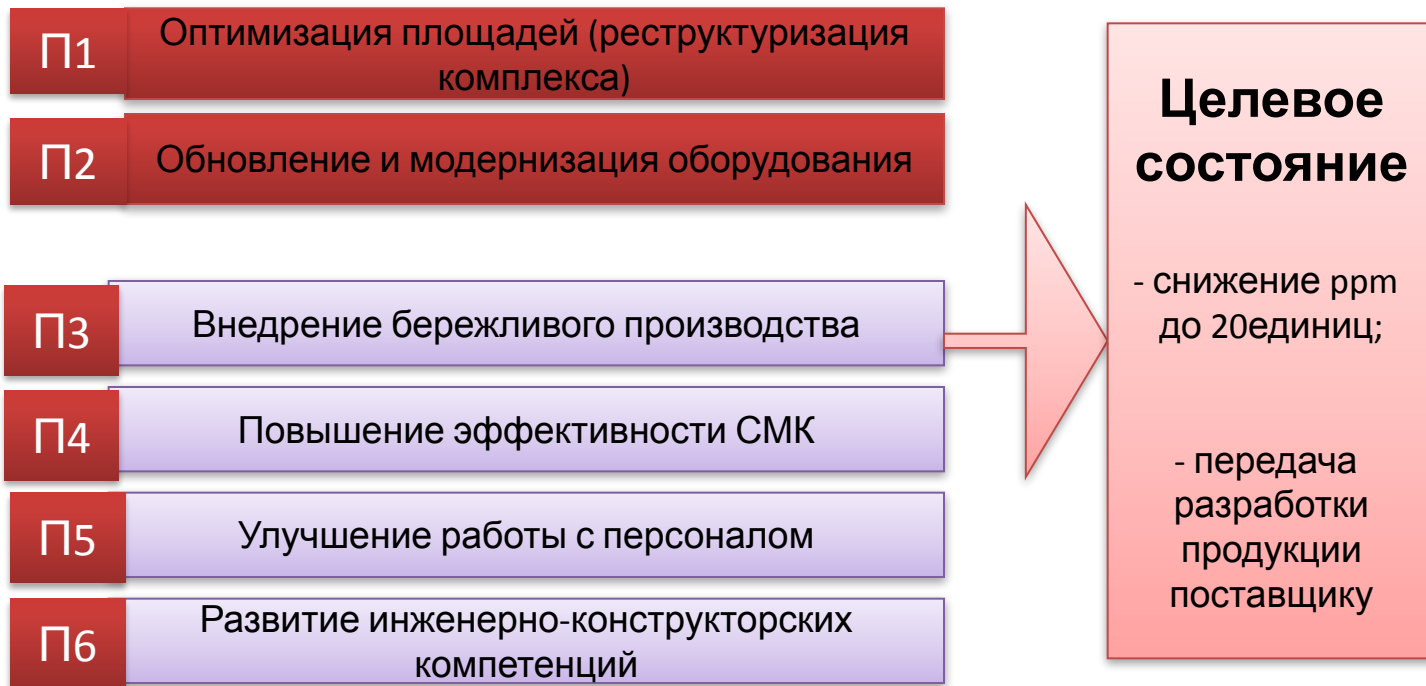 П1
Оптимизация площадей (реструктуризация
комплекса)
П2
Обновление и модернизация оборудования
П3
Внедрение бережливого производства
П4
Повышение эффективности СМК
П5
Улучшение работы с персоналом
П6
Развитие инженерно-конструкторских
компетенций
Целевое
состояние
- снижение ppm
до 20единиц;
- передача
разработки
продукции
поставщику